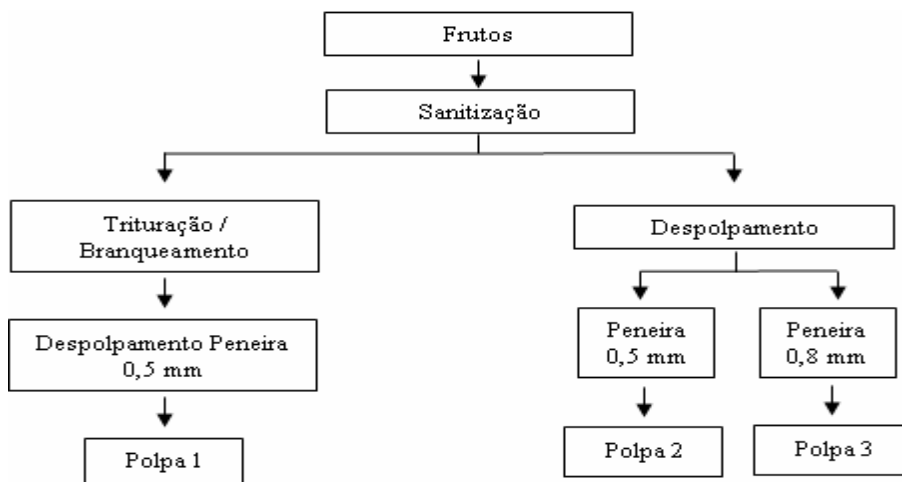 Frutos
Sanitização
Trituração /
Branqueamento
Despolpamento
Despolpamento Peneira
0,5 mm
Peneira
0,5 mm
Peneira
0,8 mm
Polpa 1
Polpa 2
Polpa 3